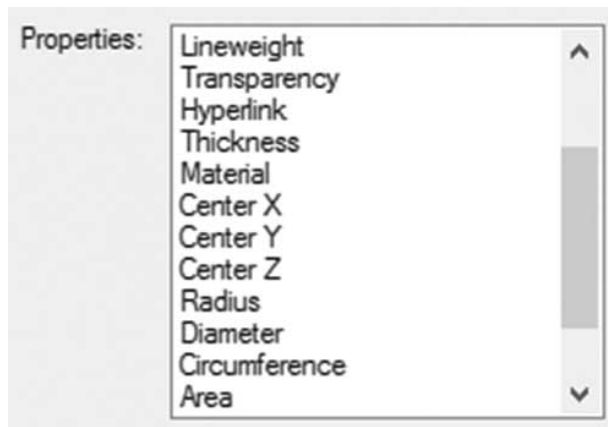 Properties:
Lineweight
Transparency
Hyperlink
Thickness
Material
Center X
Center Y
Center Z
Radius
Diameter
Circumference
Area